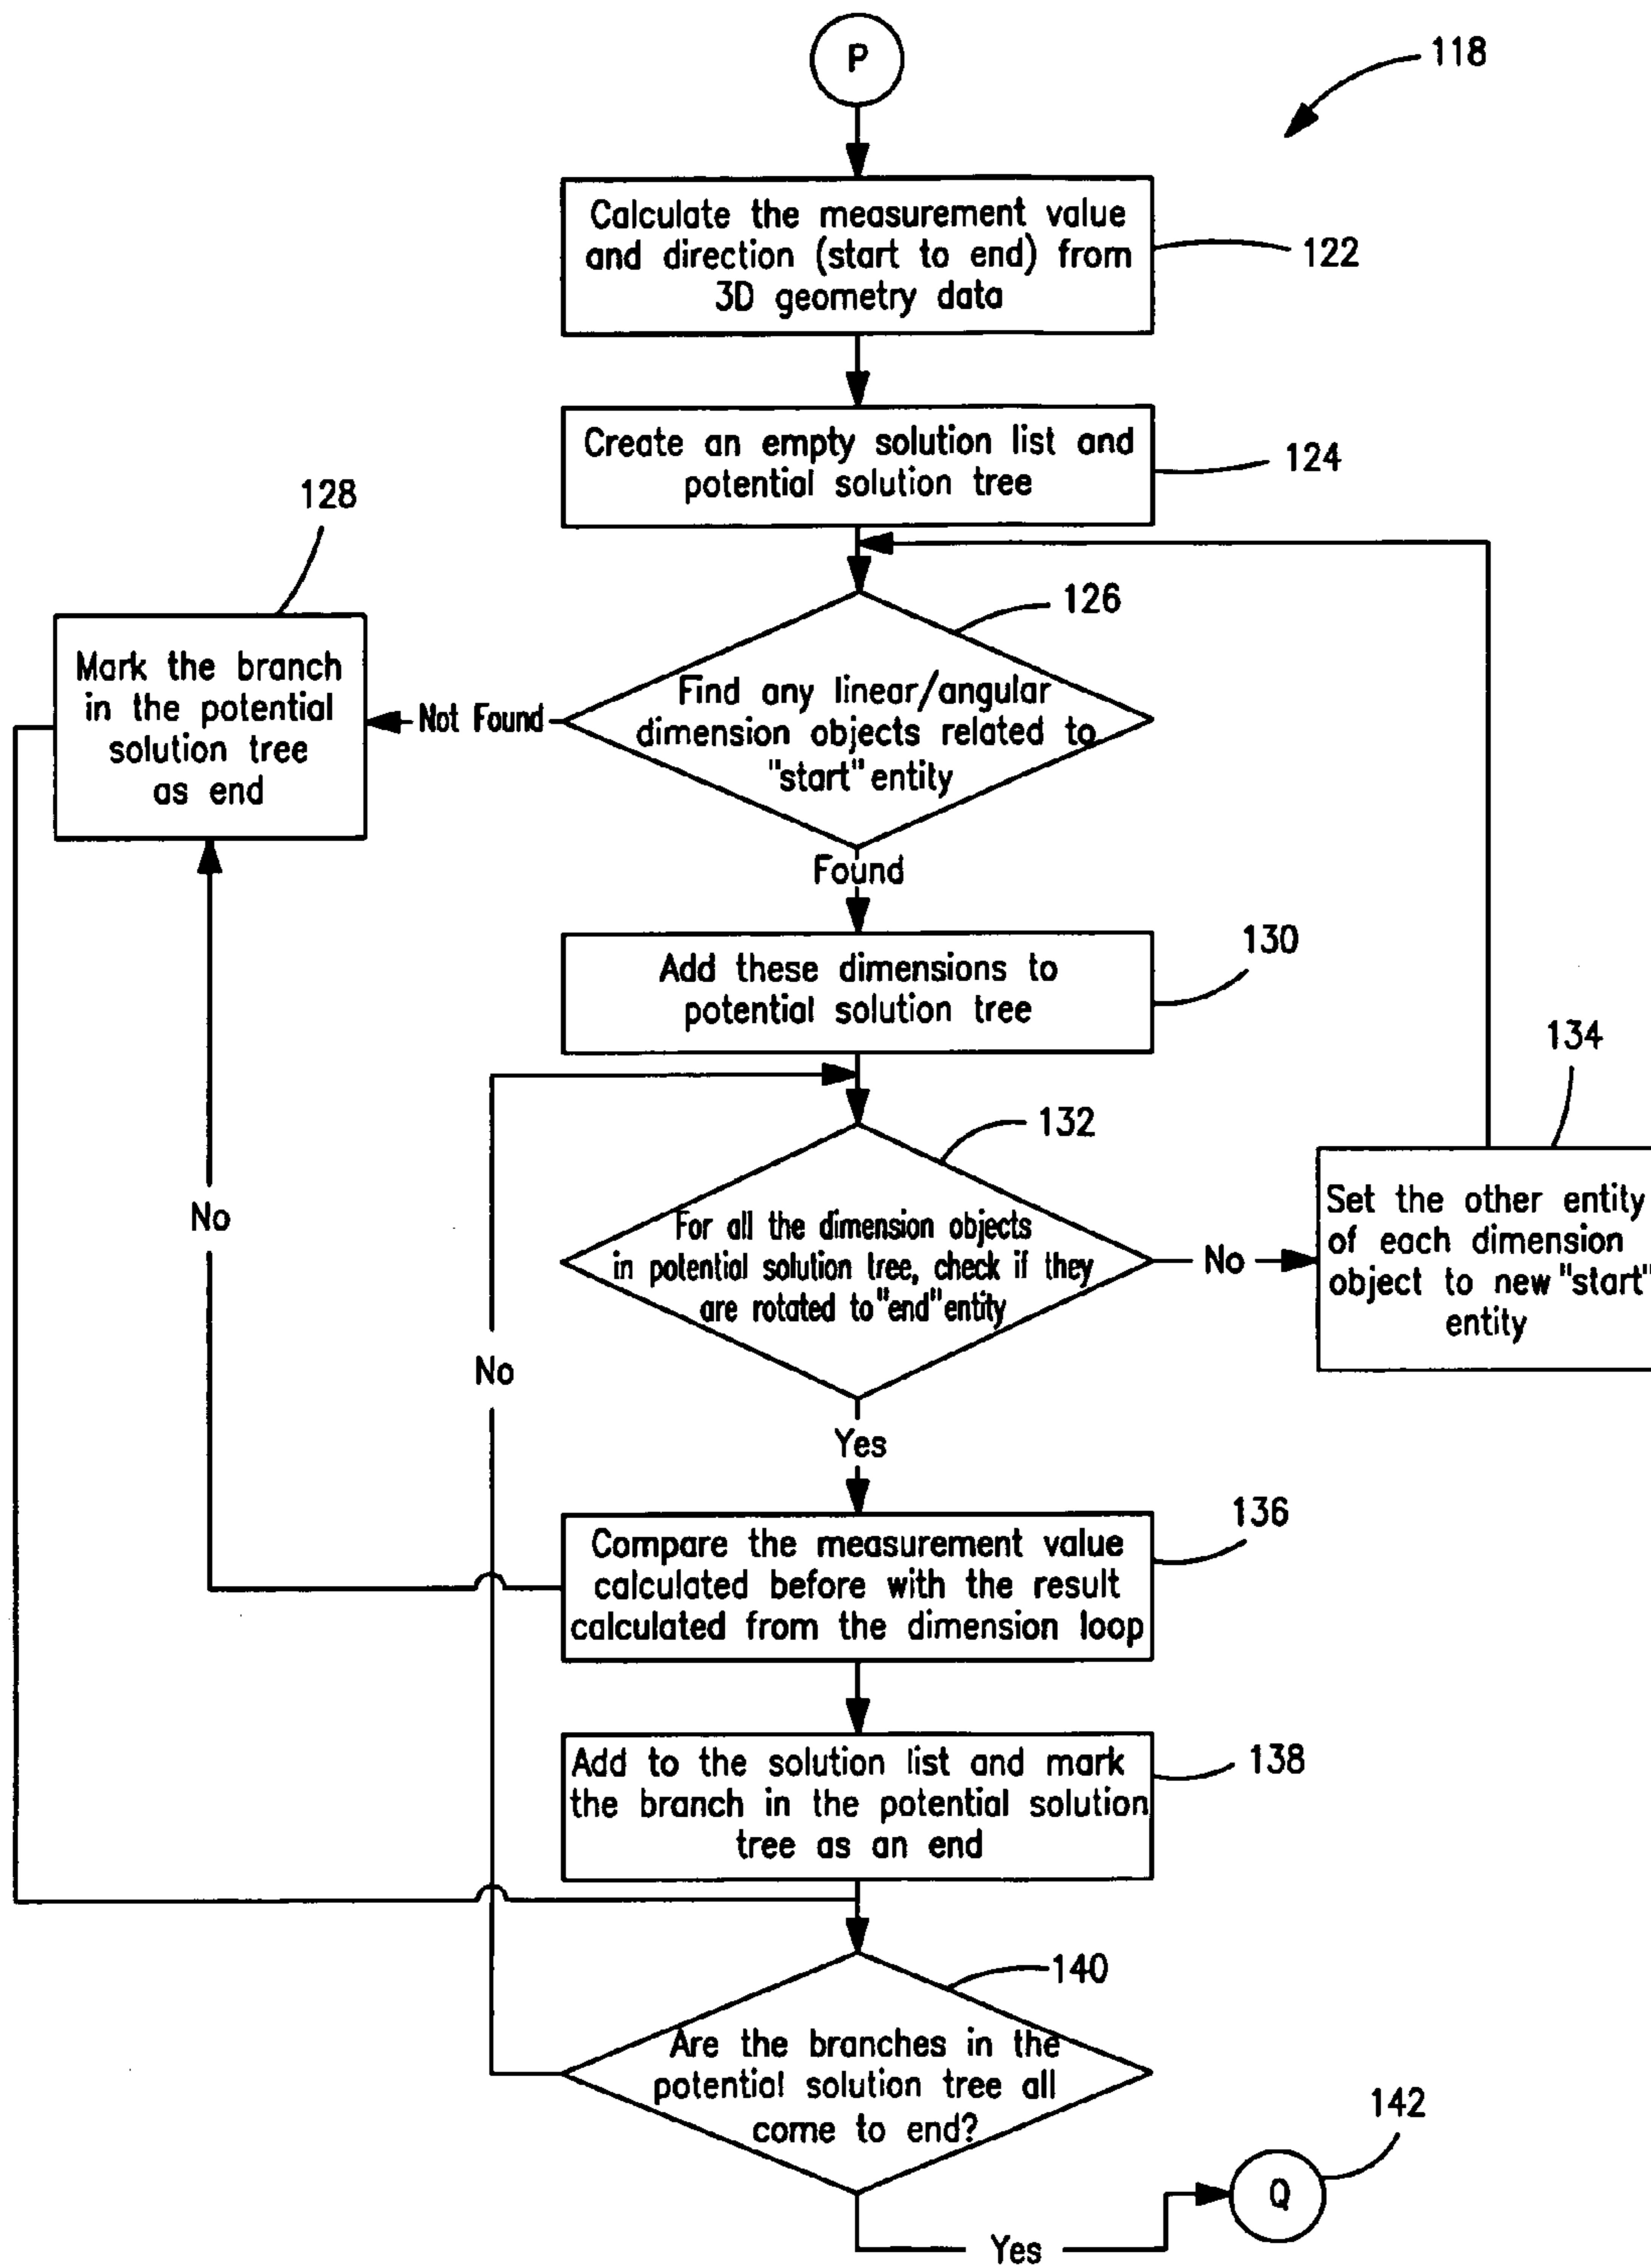 P
118
Calculate the measurement value
and direction (start to end) from
3D geometry data
122
Create an empty solution list and
potential solution tree
124
128
126
Mark the branch
in the potential
solution tree
as end
Not Found
Find any linear/angular
dimension objects related to
"start" entity
Found
130
Add these dimensions to
potential solution tree
134
132
No
For all the dimension objects
in potential solution tree, check if they
are rotated to "end" entity
No
Set the other entity
of each dimension
object to new "start"
entity
No
Yes
136
Compare the measurement value
calculated before with the result
calculated from the dimension loop
Add to the solution list and mark
the branch in the potential solution
tree as an end
138
140
Are the branches in the
potential solution tree all
come to end?
142
Q
Yes